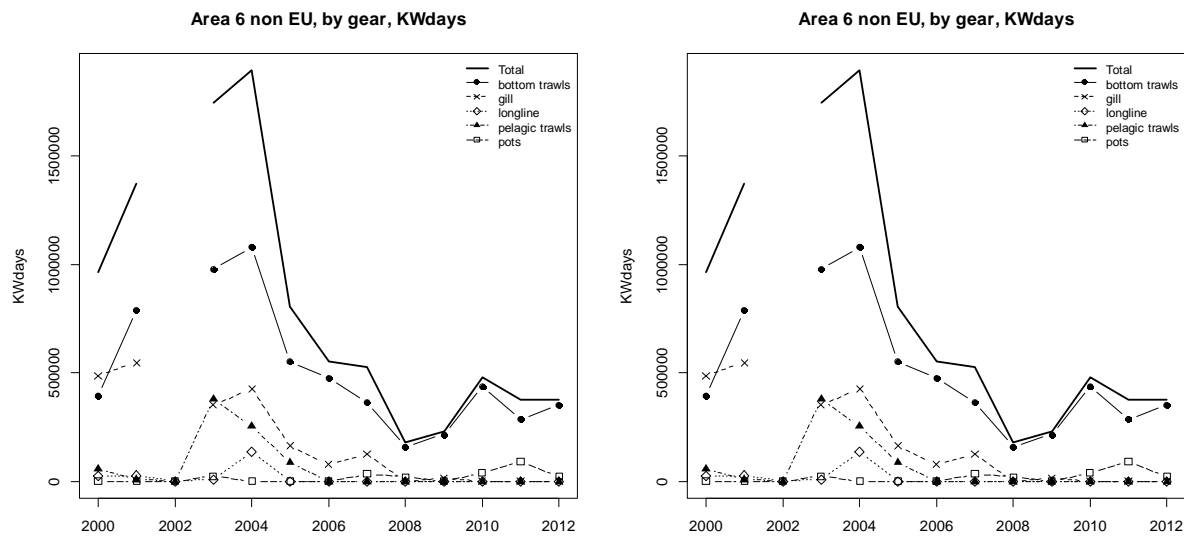 Area 6 non EU, by gear, KWdays
Total
bottom trawls
gill
longline
pelagic trawls
pots
KWdays
1500000
1000000
500000
0
2000 2002 2004 2006 2008 2010 2012
Area 6 non EU, by gear, KWdays
Total
bottom trawls
gill
longline
pelagic trawls
pots
KWdays
1500000
1000000
500000
0
2000 2002 2004 2006 2008 2010 2012